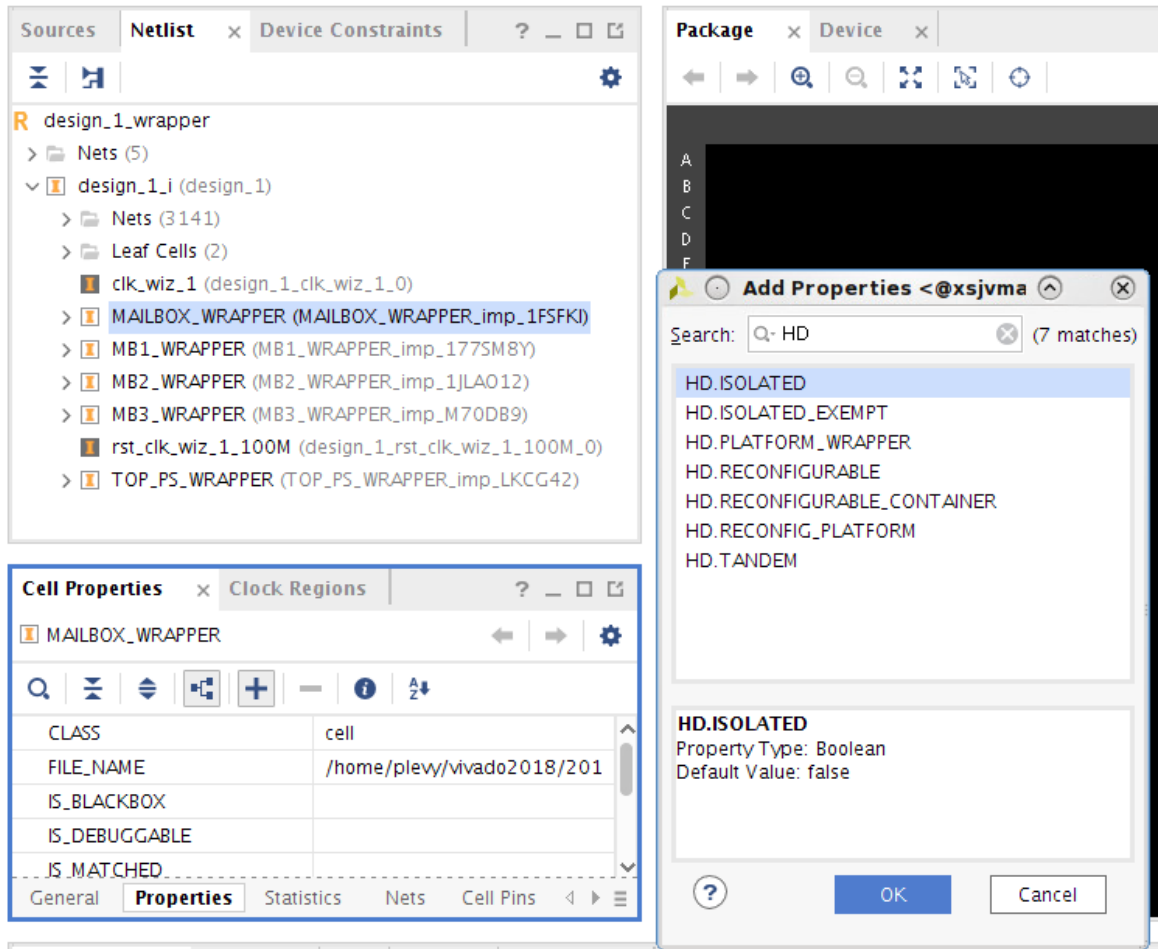 Sources Netlist × Device Constraints ? _
R design_1_wrapper
> Nets (5)
design_1_i (design_1)
> Nets (3141)
> Leaf Cells (2)
clk_wiz_1 (design_1_clk_wiz_1_0)
> MAILBOX_WRAPPER (MAILBOX_WRAPPER_imp_1FSFKI)
> MB1_WRAPPER (MB1_WRAPPER_imp_177SM8Y)
> MB2_WRAPPER (MB2_WRAPPER_imp_1JLAO12)
> MB3_WRAPPER (MB3_WRAPPER_imp_M70DB9)
rst_clk_wiz_1_100M (design_1_rst_clk_wiz_1_100M_0)
> TOP_PS_WRAPPER (TOP_PS_WRAPPER_imp_LKCG42)
Cell Properties × Clock Regions ? _
MAILBOX_WRAPPER
CLASS cell
FILE_NAME /home/plevy/vivado2018/201
IS_BLACKBOX
IS_DEBUGGABLE
IS_MATCHED
General Properties Statistics Nets Cell Pins
Package × Device ×
A
B
C
D
Add Properties <@xsjvma
Search: HD (7 matches)
HD.ISOLATED
HD.ISOLATED_EXEMPT
HD.PLATFORM_WRAPPER
HD.RECONFIGURABLE
HD.RECONFIGURABLE_CONTAINER
HD.RECONFIG_PLATFORM
HD.TANDEM
HD.ISOLATED
Property Type: Boolean
Default Value: false
? OK Cancel